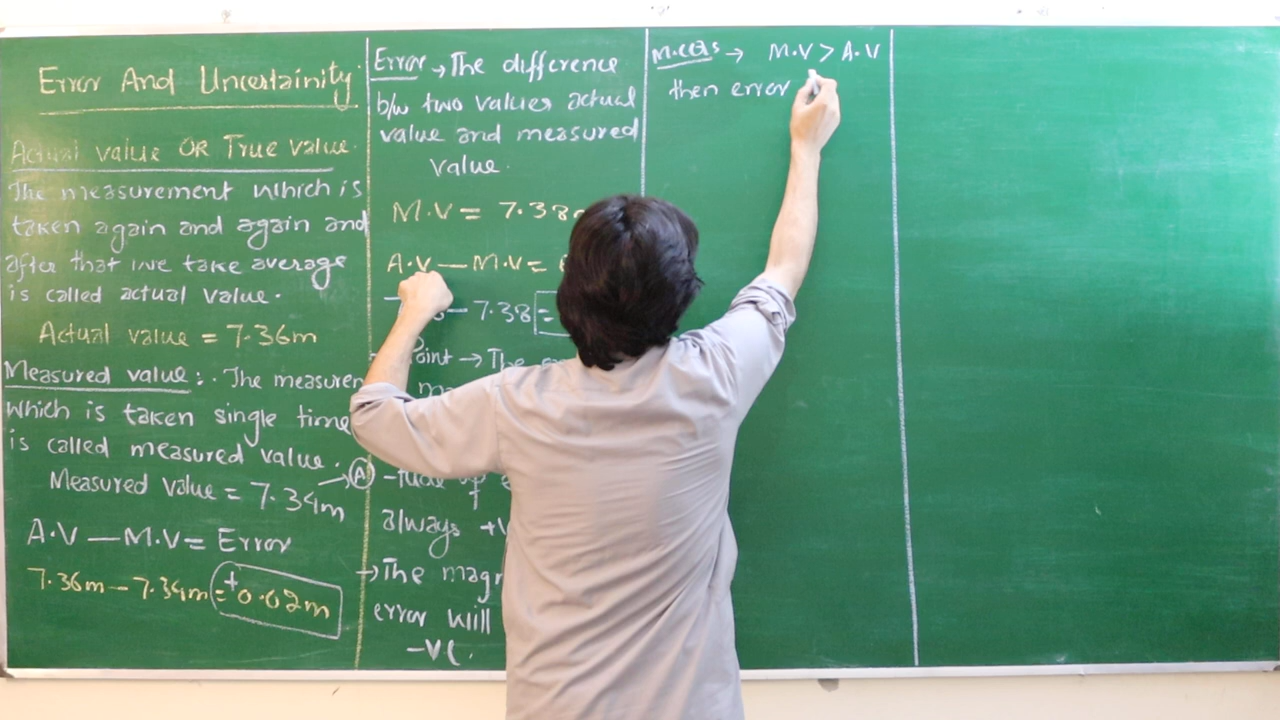 Error And Uncertainity
Actual value OR True value.
The measurement which is
taken again and again and
after that we take average
is called actual value.
Actual value = 7.36m
Measured value: The measurem
which is taken single time
is called measured value.
Measured value = 7.34m → A
A.V — M.V = Error
7.36m — 7.34m = +0.02m
Error → The difference
b/w two values actual
value and measured
value.
M.V = 7.38
A.V — M.V =
— 7.38 =
Point → The
always +V
→ The magn
error will
-ve.
M.CQs → M.V > A.V
then error